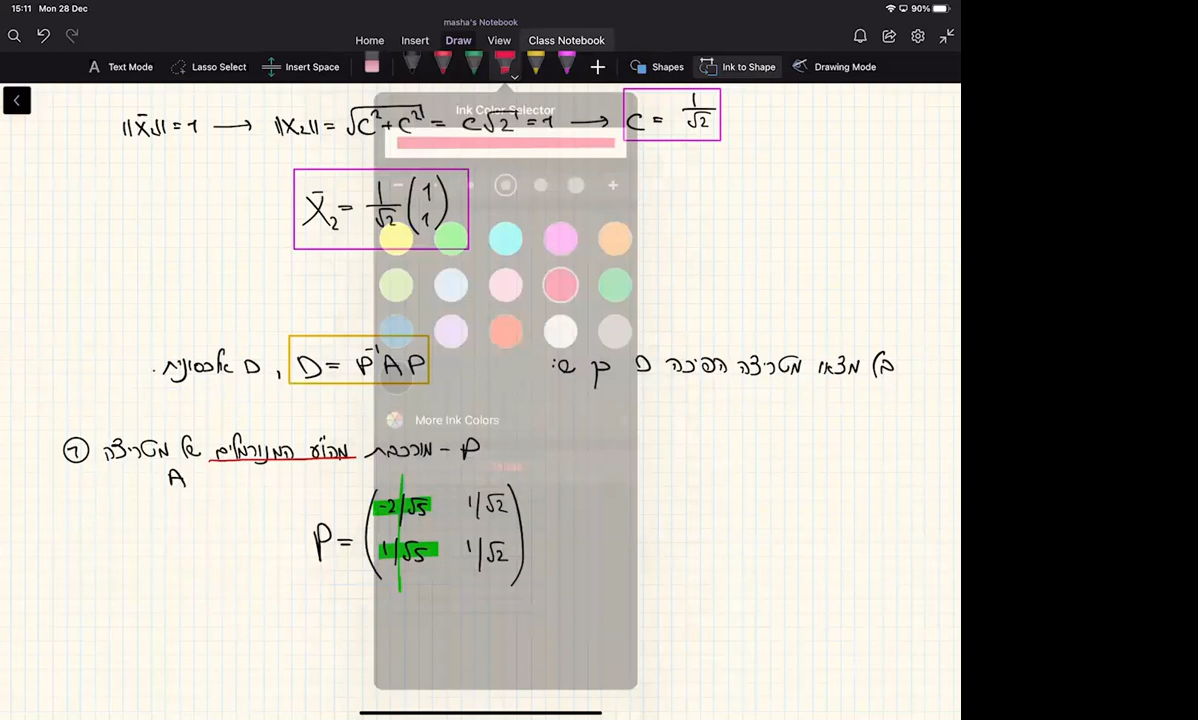 15:11 Mon 28 Dec
90%
masha's Notebook
Home Insert Draw View Class Notebook
Text Mode Lasso Select Insert Space Shapes Ink to Shape Drawing Mode
Ink Color Selector
||X̄₂|| = 1 → ||X₂|| = √C²+C² = C√2 = 1 → C = 1/√2
X̄₂ = 1/√2 (1 1)
ב) מצאו מטריצה הפיכה P כך ש: D = P⁻¹AP , D אלכסונית.
More Ink Colors
P - מורכבת מהו"ע המנורמלים של מטריצה A
P = ( -2/√5 1/√2
1/√5 1/√2 )